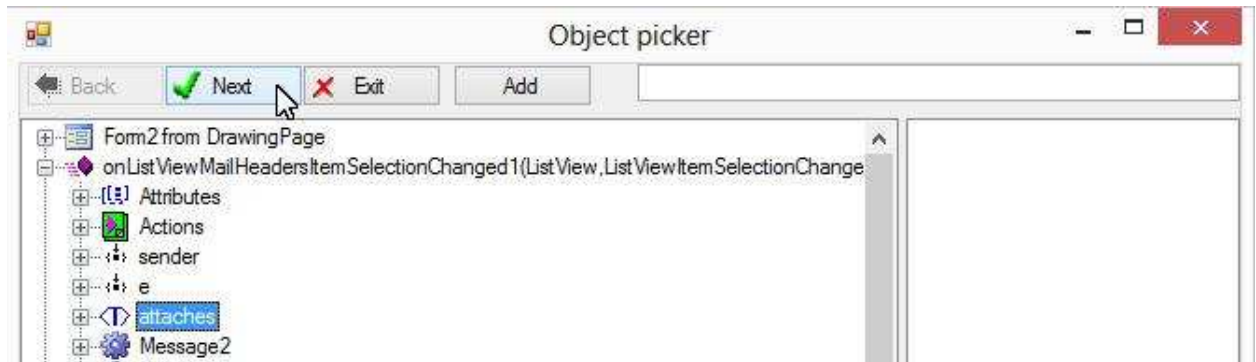 Object picker
Back Next Exit Add
Form2 from DrawingPage
onListViewMailHeadersItemSelectionChanged1(ListView,ListViewItemSelectionChange
Attributes
Actions
sender
e
attaches
Message2